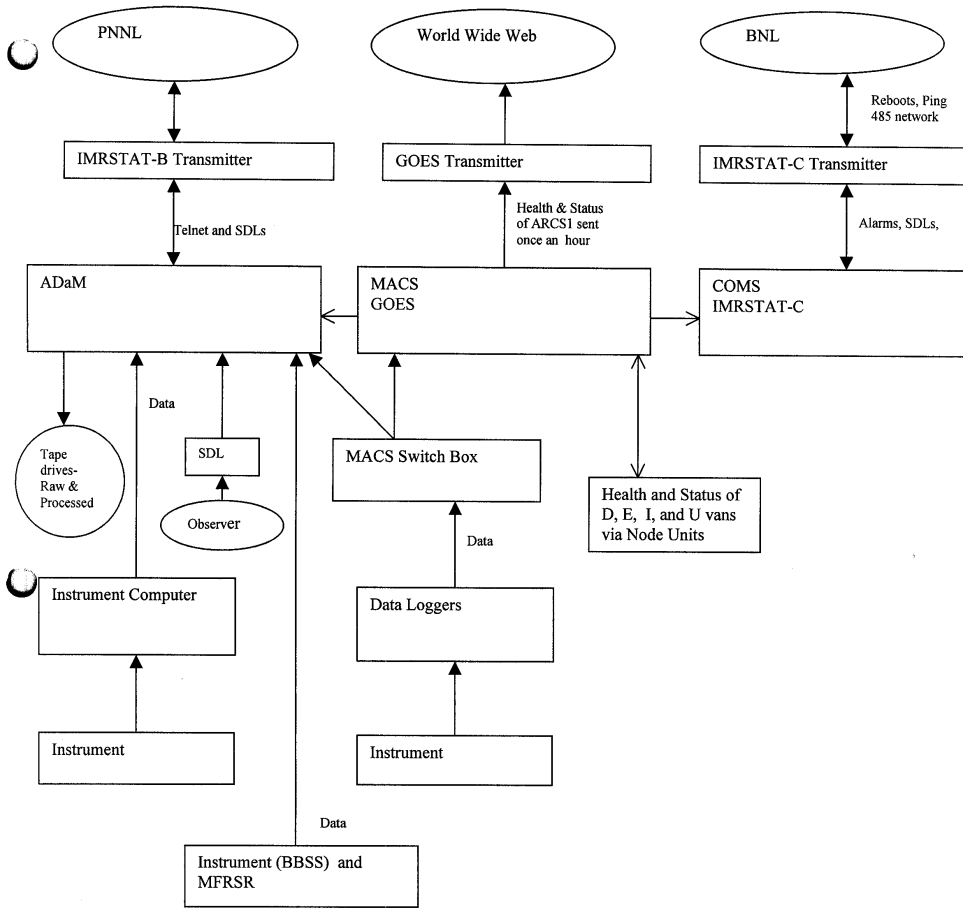 PNNL
World Wide Web
BNL
Reboots, Ping
485 network
IMRSTAT-B Transmitter
GOES Transmitter
IMRSTAT-C Transmitter
Telnet and SDLs
Health & Status
of ARCS1 sent
once an hour
Alarms, SDLs,
ADaM
MACS
GOES
COMS
IMRSTAT-C
Data
Tape
drives-
Raw &
Processed
SDL
MACS Switch Box
Observer
Health and Status of
D, E, I, and U vans
via Node Units
Data
Instrument Computer
Data Loggers
Instrument
Instrument
Data
Instrument (BBSS) and
MFRSR